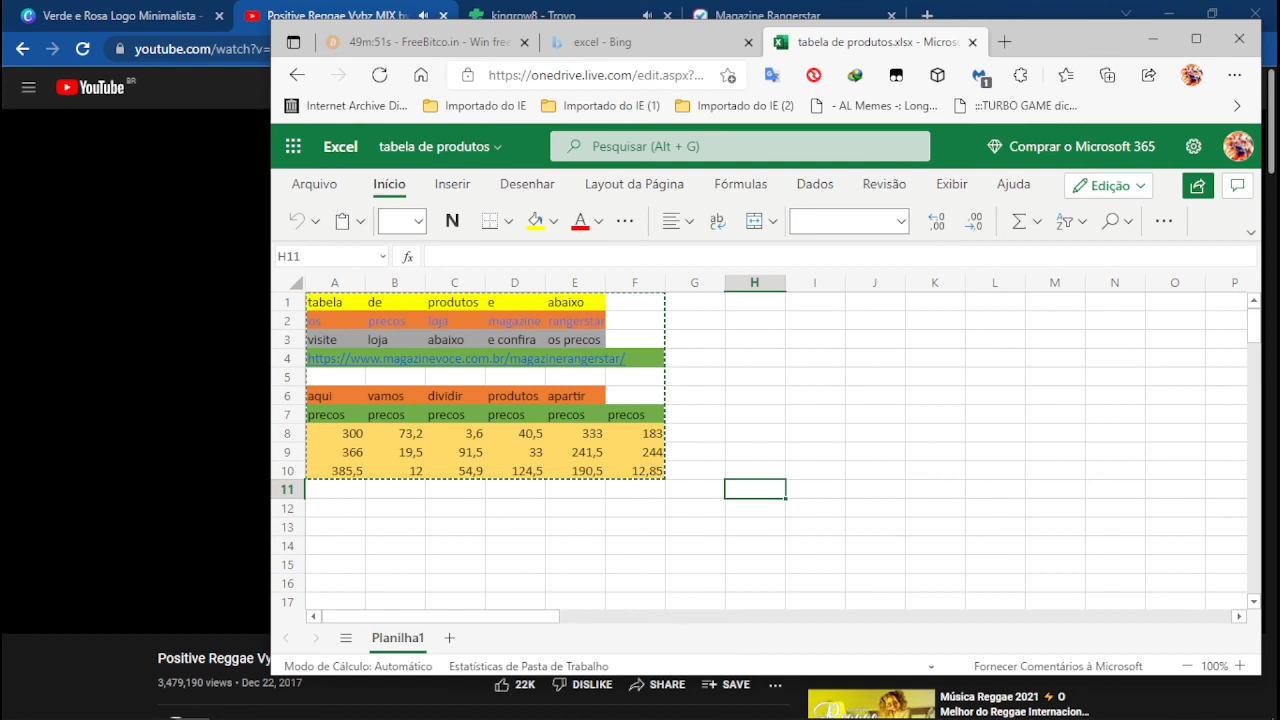 Verde e Rosa Logo Minimalista -
Positive Reggae Vybz MIX by
kingrow8 - Trovo
Magazine Rangerstar
youtube.com/watch?v=
YouTube BR
49m:51s - FreeBitco.in - Win free
excel - Bing
tabela de produtos.xlsx - Microsc
https://onedrive.live.com/edit.aspx?...
1
Internet Archive Di...
Importado do IE
Importado do IE (1)
Importado do IE (2)
- AL Memes -: Long...
:::TURBO GAME dic...
Excel
tabela de produtos
Pesquisar (Alt + G)
Comprar o Microsoft 365
Arquivo Início Inserir Desenhar Layout da Página Fórmulas Dados Revisão Exibir Ajuda Edição
N A ab ,00 ,00
H11 fx
A B C D E F G H I J K L M N O P
1 tabela de produtos e abaixo
2 os precos loja magazine rangerstar
3 visite loja abaixo e confira os precos
4 https://www.magazinevoce.com.br/magazinerangerstar/
5
6 aqui vamos dividir produtos apartir
7 precos precos precos precos precos precos
8 300 73,2 3,6 40,5 333 183
9 366 19,5 91,5 33 241,5 244
10 385,5 12 54,9 124,5 190,5 12,85
11
12
13
14
15
16
17
Planilha1
Modo de Cálculo: Automático Estatísticas de Pasta de Trabalho Fornecer Comentários à Microsoft 100%
Positive Reggae Vy
3,479,190 views • Dec 22, 2017
22K DISLIKE SHARE SAVE
Música Reggae 2021
Melhor do Reggae Internacion...